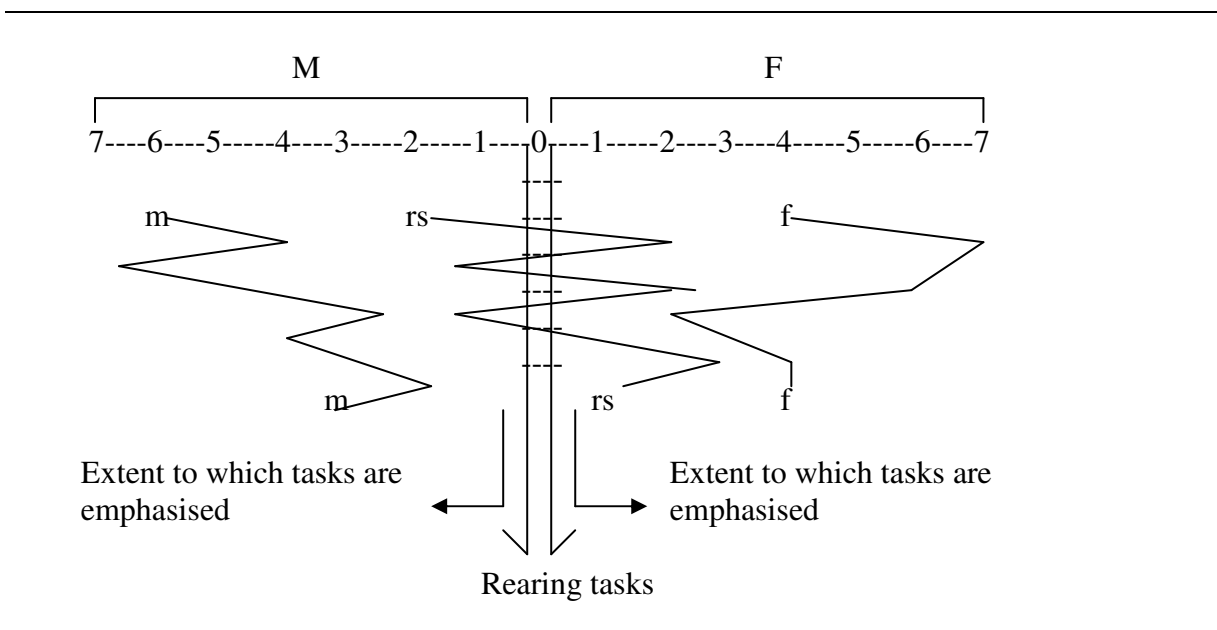 M F
7----6----5-----4----3-----2-----1----0----1-----2----3----4-----5-----6----7
m rs f
m rs f
Extent to which tasks are
emphasised
Extent to which tasks are
emphasised
Rearing tasks